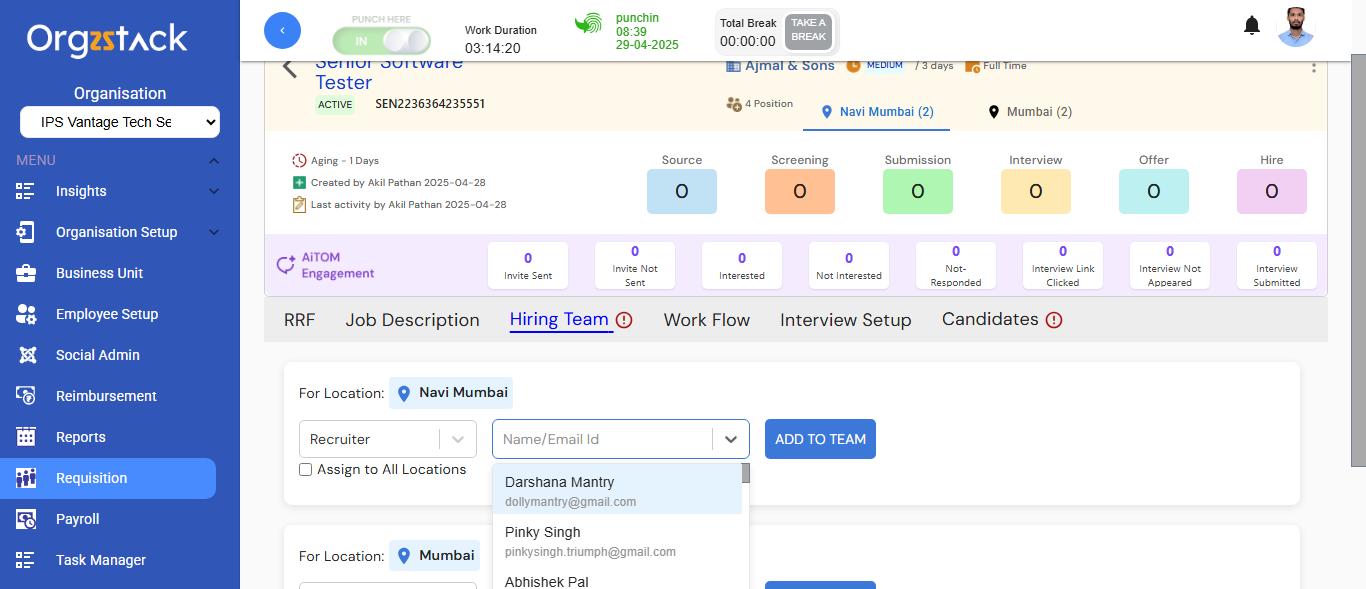 Orgzstack
Organisation
IPS Vantage Tech Se
MENU
Insights
Organisation Setup
Business Unit
Employee Setup
Social Admin
Reimbursement
Reports
Requisition
Payroll
Task Manager
PUNCH HERE
IN
Work Duration
03:14:20
punchin
08:39
29-04-2025
Total Break
00:00:00
TAKE A
BREAK
Senior Software
Tester
ACTIVE
SEN2236364235551
Ajmal & Sons
MEDIUM
/ 3 days
Full Time
4 Position
Navi Mumbai (2)
Mumbai (2)
Aging - 1 Days
Created by Akil Pathan 2025-04-28
Last activity by Akil Pathan 2025-04-28
Source
0
Screening
0
Submission
0
Interview
0
Offer
0
Hire
0
AiTOM
Engagement
0
Invite Sent
0
Invite Not
Sent
0
Interested
0
Not Interested
0
Not-
Responded
0
Interview Link
Clicked
0
Interview Not
Appeared
0
Interview
Submitted
RRF
Job Description
Hiring Team
Work Flow
Interview Setup
Candidates
For Location:
Navi Mumbai
Recruiter
Name/Email Id
ADD TO TEAM
Assign to All Locations
Darshana Mantry
dollymantry@gmail.com
Pinky Singh
pinkysingh.triumph@gmail.com
Abhishek Pal
For Location:
Mumbai